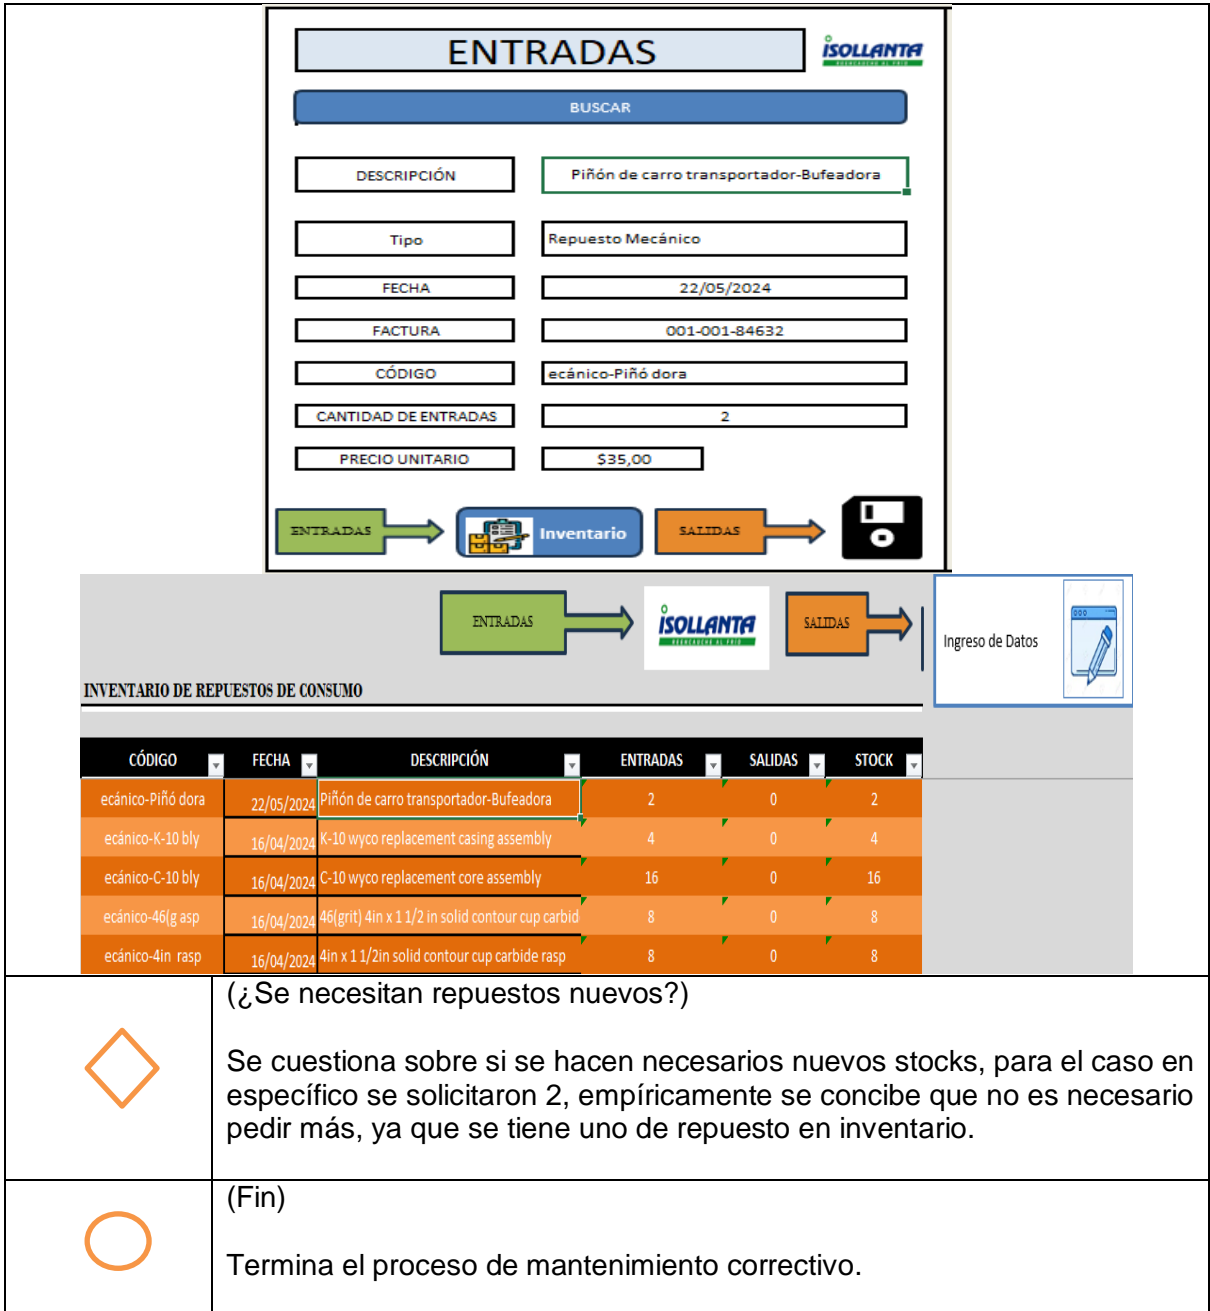 ENTRADAS
iSOLLANTA
BUSCAR
DESCRIPCIÓN Piñón de carro transportador-Bufeadora
Tipo Repuesto Mecánico
FECHA 22/05/2024
FACTURA 001-001-84632
CÓDIGO ecánico-Piñó dora
CANTIDAD DE ENTRADAS 2
PRECIO UNITARIO $35,00
ENTRADAS Inventario SALIDAS
ENTRADAS iSOLLANTA SALIDAS Ingreso de Datos
INVENTARIO DE REPUESTOS DE CONSUMO
CÓDIGO FECHA DESCRIPCIÓN ENTRADAS SALIDAS STOCK
ecánico-Piñó dora 22/05/2024 Piñón de carro transportador-Bufeadora 2 0 2
ecánico-K-10 bly 16/04/2024 K-10 wyco replacement casing assembly 4 0 4
ecánico-C-10 bly 16/04/2024 C-10 wyco replacement core assembly 16 0 16
ecánico-46(g asp 16/04/2024 46(grit) 4in x 1 1/2 in solid contour cup carbid 8 0 8
ecánico-4in rasp 16/04/2024 4in x 1 1/2in solid contour cup carbide rasp 8 0 8
(¿Se necesitan repuestos nuevos?)
Se cuestiona sobre si se hacen necesarios nuevos stocks, para el caso en
específico se solicitaron 2, empíricamente se concibe que no es necesario
pedir más, ya que se tiene uno de repuesto en inventario.
(Fin)
Termina el proceso de mantenimiento correctivo.